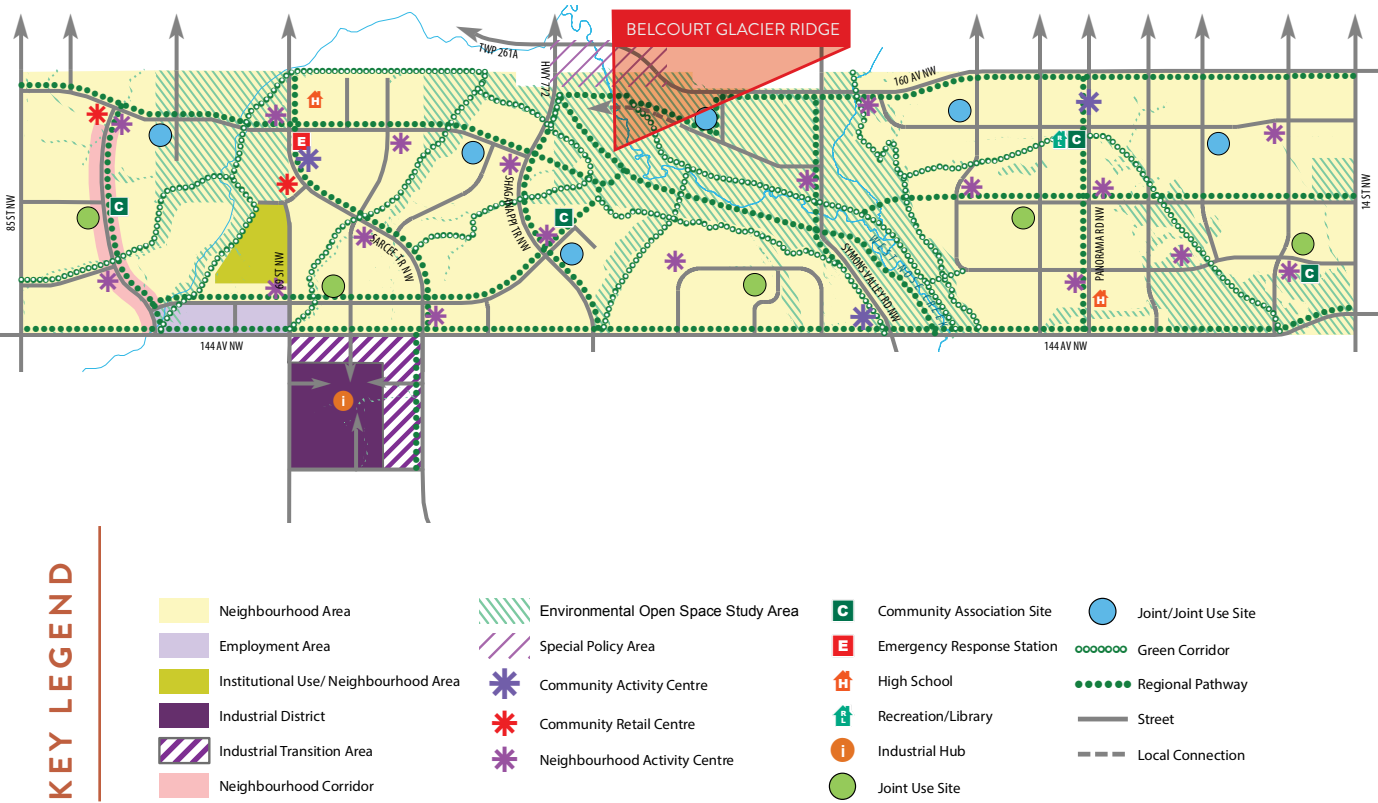 BELCOURT GLACIER RIDGE
TWP 261A
HWY 772
160 AV NW
H
E
C
R
L
C
C
C
C
H
85 ST NW
69 ST NW
SARCEE TR NW
SHAGANAPPI TR NW
SYMONS VALLEY RD NW
PANORAMA RD NW
14 ST NW
144 AV NW
144 AV NW
i
KEY LEGEND
Neighbourhood Area
Employment Area
Institutional Use/ Neighbourhood Area
Industrial District
Industrial Transition Area
Neighbourhood Corridor
Environmental Open Space Study Area
Special Policy Area
Community Activity Centre
Community Retail Centre
Neighbourhood Activity Centre
C Community Association Site
E Emergency Response Station
H High School
R L Recreation/Library
i Industrial Hub
Joint Use Site
Joint/Joint Use Site
Green Corridor
Regional Pathway
Street
Local Connection